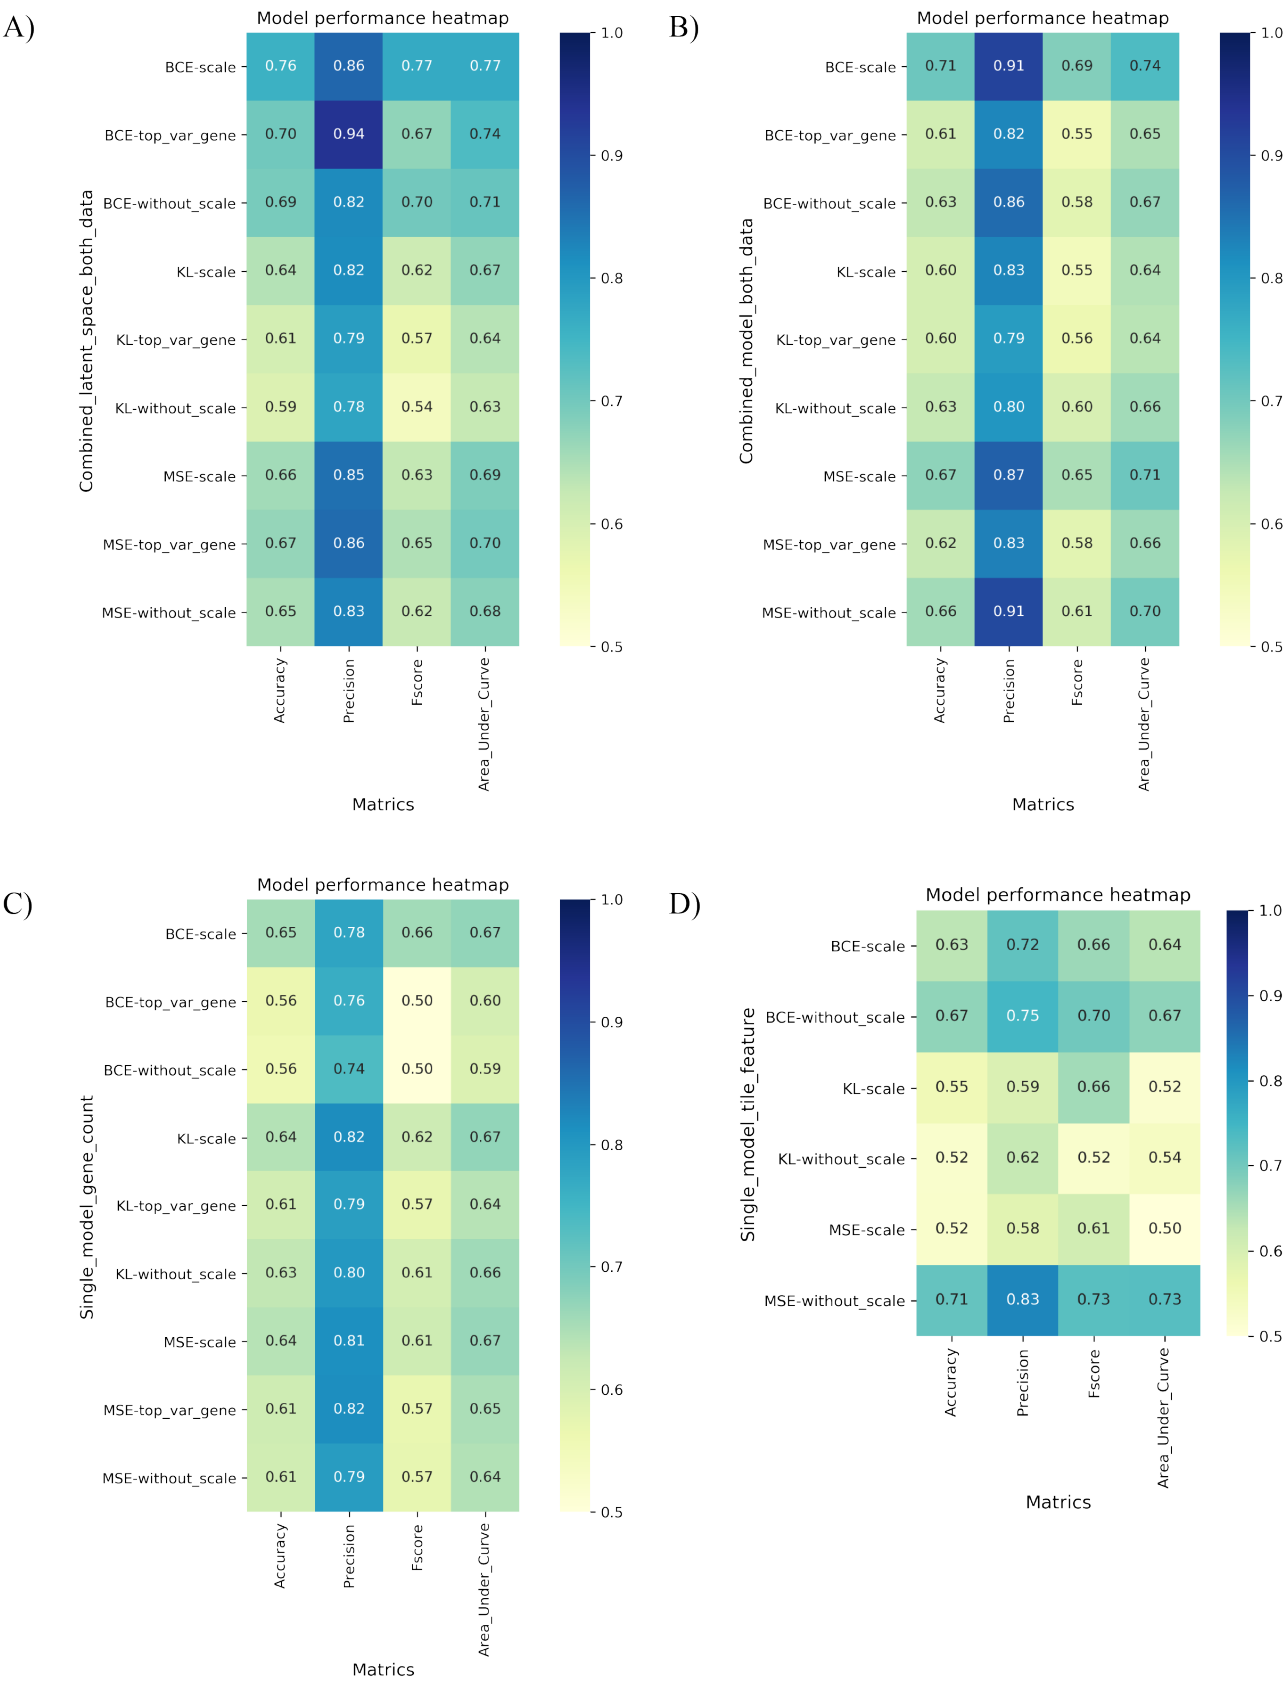 A)
Model performance heatmap
Combined_latent_space_both_data
BCE-scale 0.76 0.86 0.77 0.77
BCE-top_var_gene 0.70 0.94 0.67 0.74
BCE-without_scale 0.69 0.82 0.70 0.71
KL-scale 0.64 0.82 0.62 0.67
KL-top_var_gene 0.61 0.79 0.57 0.64
KL-without_scale 0.59 0.78 0.54 0.63
MSE-scale 0.66 0.85 0.63 0.69
MSE-top_var_gene 0.67 0.86 0.65 0.70
MSE-without_scale 0.65 0.83 0.62 0.68
Accuracy Precision Fscore Area_Under_Curve
Matrics
1.0
0.9
0.8
0.7
0.6
0.5
B)
Model performance heatmap
Combined_model_both_data
BCE-scale 0.71 0.91 0.69 0.74
BCE-top_var_gene 0.61 0.82 0.55 0.65
BCE-without_scale 0.63 0.86 0.58 0.67
KL-scale 0.60 0.83 0.55 0.64
KL-top_var_gene 0.60 0.79 0.56 0.64
KL-without_scale 0.63 0.80 0.60 0.66
MSE-scale 0.67 0.87 0.65 0.71
MSE-top_var_gene 0.62 0.83 0.58 0.66
MSE-without_scale 0.66 0.91 0.61 0.70
Accuracy Precision Fscore Area_Under_Curve
Matrics
1.0
0.9
0.8
0.7
0.6
0.5
C)
Model performance heatmap
Single_model_gene_count
BCE-scale 0.65 0.78 0.66 0.67
BCE-top_var_gene 0.56 0.76 0.50 0.60
BCE-without_scale 0.56 0.74 0.50 0.59
KL-scale 0.64 0.82 0.62 0.67
KL-top_var_gene 0.61 0.79 0.57 0.64
KL-without_scale 0.63 0.80 0.61 0.66
MSE-scale 0.64 0.81 0.61 0.67
MSE-top_var_gene 0.61 0.82 0.57 0.65
MSE-without_scale 0.61 0.79 0.57 0.64
Accuracy Precision Fscore Area_Under_Curve
Matrics
1.0
0.9
0.8
0.7
0.6
0.5
D)
Model performance heatmap
Single_model_tile_feature
BCE-scale 0.63 0.72 0.66 0.64
BCE-without_scale 0.67 0.75 0.70 0.67
KL-scale 0.55 0.59 0.66 0.52
KL-without_scale 0.52 0.62 0.52 0.54
MSE-scale 0.52 0.58 0.61 0.50
MSE-without_scale 0.71 0.83 0.73 0.73
Accuracy Precision Fscore Area_Under_Curve
Matrics
1.0
0.9
0.8
0.7
0.6
0.5